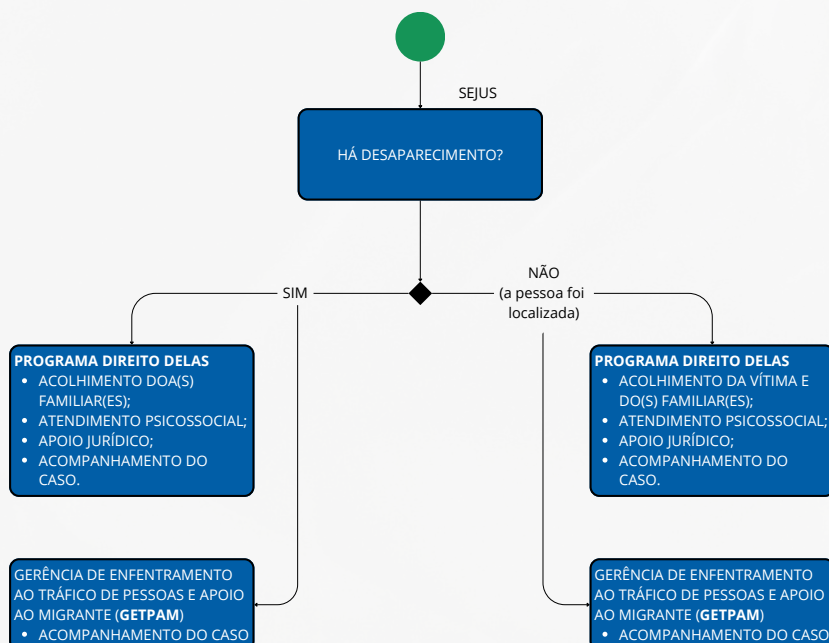 SEJUS
HÁ DESAPARECIMENTO?
SIM
NÃO
(a pessoa foi
localizada)
PROGRAMA DIREITO DELAS
• ACOLHIMENTO DOA(S)
FAMILIAR(ES);
• ATENDIMENTO PSICOSSOCIAL;
• APOIO JURÍDICO;
• ACOMPANHAMENTO DO
CASO.
PROGRAMA DIREITO DELAS
• ACOLHIMENTO DA VÍTIMA E
DO(S) FAMILIAR(ES);
• ATENDIMENTO PSICOSSOCIAL;
• APOIO JURÍDICO;
• ACOMPANHAMENTO DO
CASO.
GERÊNCIA DE ENFENTRAMENTO
AO TRÁFICO DE PESSOAS E APOIO
AO MIGRANTE (GETPAM)
• ACOMPANHAMENTO DO CASO
GERÊNCIA DE ENFENTRAMENTO
AO TRÁFICO DE PESSOAS E APOIO
AO MIGRANTE (GETPAM)
• ACOMPANHAMENTO DO CASO